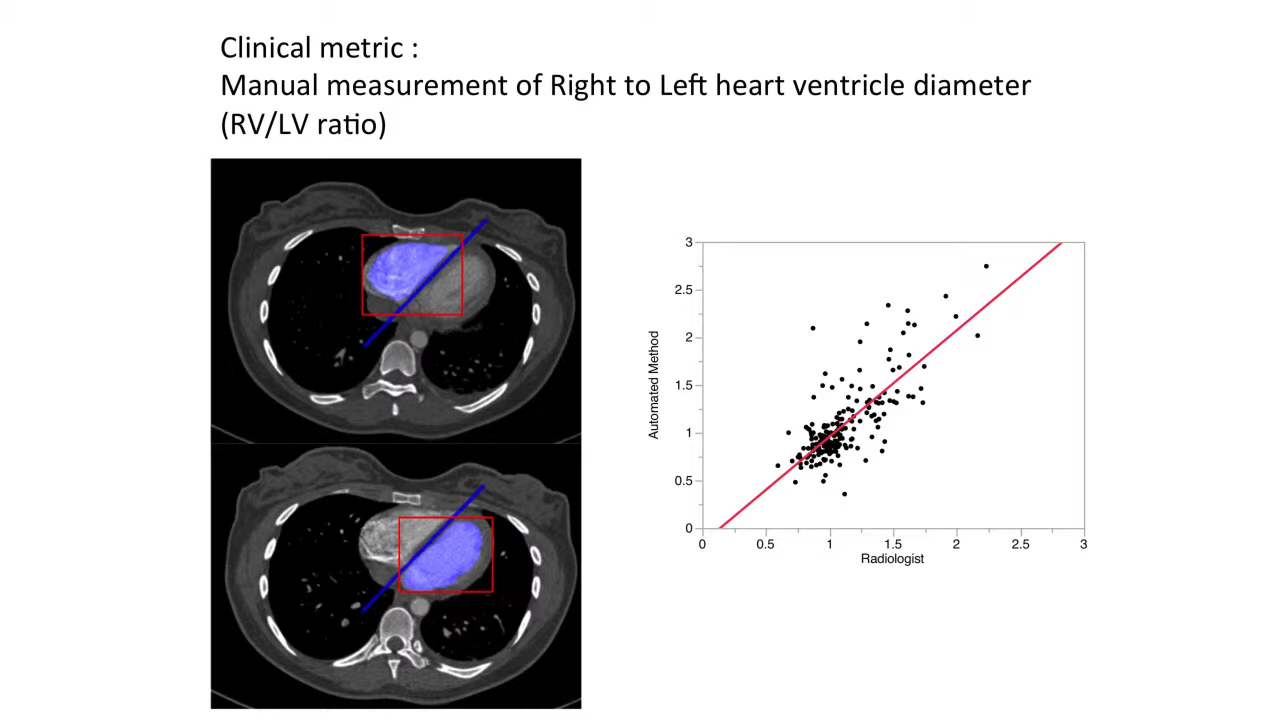 Clinical metric :
Manual measurement of Right to Left heart ventricle diameter
(RV/LV ratio)
3
2.5
2
1.5
1
0.5
0
Automated Method
0 0.5 1 1.5 2 2.5 3
Radiologist